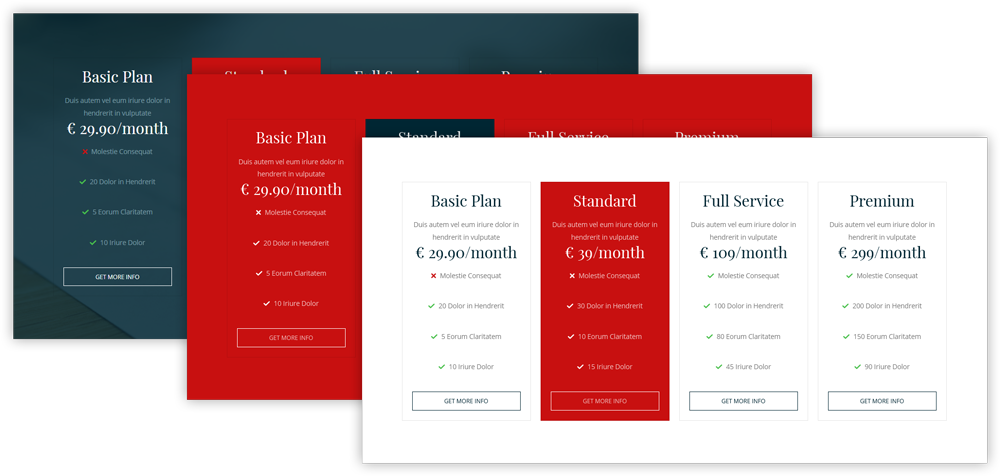 Basic Plan
Duis autem vel eum iriure dolor in
hendrerit in vulputate
€ 29.90/month
Molestie Consequat
20 Dolor in Hendrerit
5 Eorum Claritatem
10 Iriure Dolor
GET MORE INFO
Basic Plan
Duis autem vel eum iriure dolor in
hendrerit in vulputate
€ 29.90/month
Molestie Consequat
20 Dolor in Hendrerit
5 Eorum Claritatem
10 Iriure Dolor
GET MORE INFO
Standard
Full Service
Premium
Basic Plan
Duis autem vel eum iriure dolor in
hendrerit in vulputate
€ 29.90/month
Molestie Consequat
20 Dolor in Hendrerit
5 Eorum Claritatem
10 Iriure Dolor
GET MORE INFO
Standard
Duis autem vel eum iriure dolor in
hendrerit in vulputate
€ 39/month
Molestie Consequat
30 Dolor in Hendrerit
10 Eorum Claritatem
15 Iriure Dolor
GET MORE INFO
Full Service
Duis autem vel eum iriure dolor in
hendrerit in vulputate
€ 109/month
Molestie Consequat
100 Dolor in Hendrerit
80 Eorum Claritatem
45 Iriure Dolor
GET MORE INFO
Premium
Duis autem vel eum iriure dolor in
hendrerit in vulputate
€ 299/month
Molestie Consequat
200 Dolor in Hendrerit
150 Eorum Claritatem
90 Iriure Dolor
GET MORE INFO